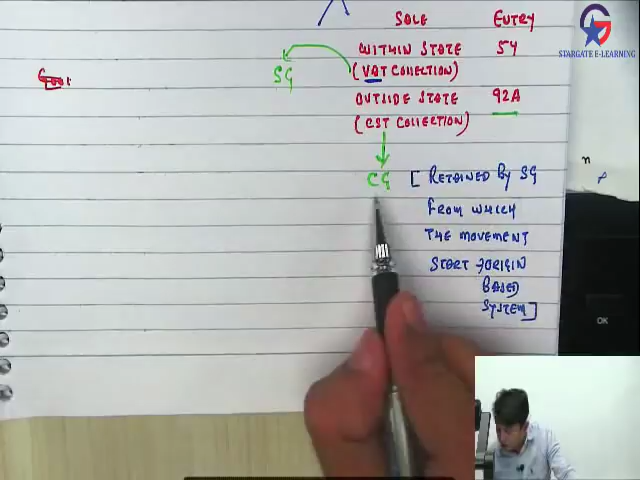 SALE ENTRY
WITHIN STATE 54
SG (VAT COLLECTION)
OUTSIDE STATE 92A
(CST COLLECTION)
CG [RETAINED BY SG
FROM WHICH
THE MOVEMENT
START / ORIGIN
BASED
SYSTEM]
STARGATE E-LEARNING
OK